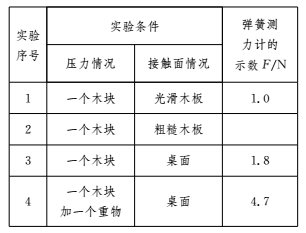 实验序号
实验条件
弹簧测力计的示数 F/N
压力情况
接触面情况
1 一个木块 光滑木板 1.0
2 一个木块 粗糙木板
3 一个木块 桌面 1.8
4 一个木块加一个重物 桌面 4.7